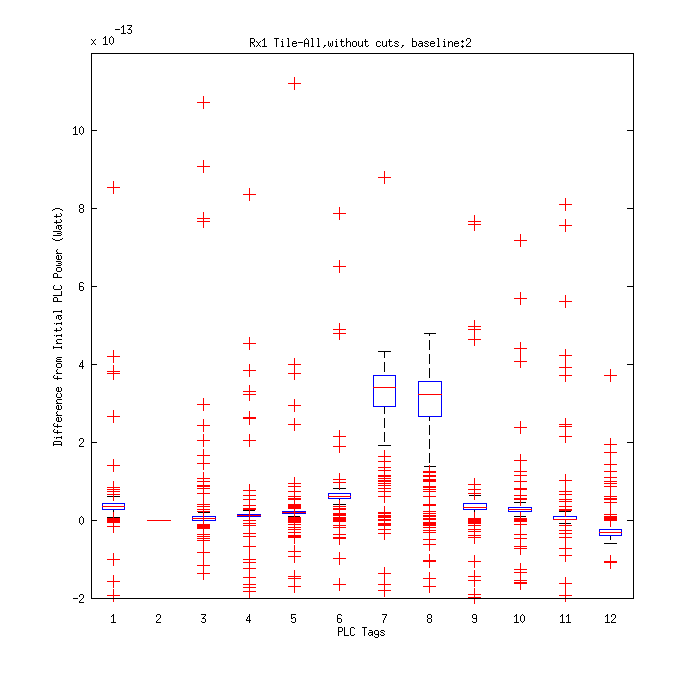 x 10^-13
Rx1 Tile-All,without cuts, baseline:2
Difference from Initial PLC Power (Watt)
10
8
6
4
2
0
-2
1 2 3 4 5 6 7 8 9 10 11 12
PLC Tags